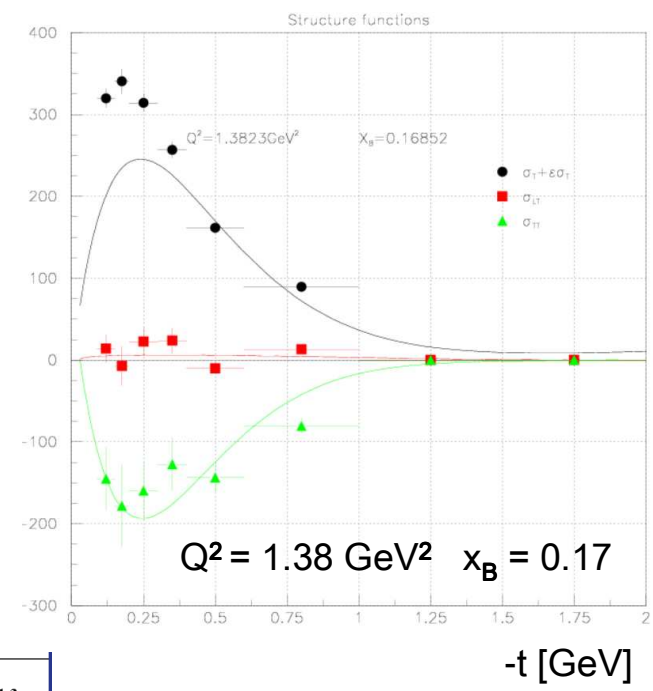 Structure functions
400
300
200
100
0
-100
-200
-300
Q²=1.3823GeV² X_B=0.16852
σ_T+εσ_T
σ_LT
σ_TT
Q² = 1.38 GeV² x_B = 0.17
0 0.25 0.5 0.75 1 1.25 1.5 1.75 2
-t [GeV]